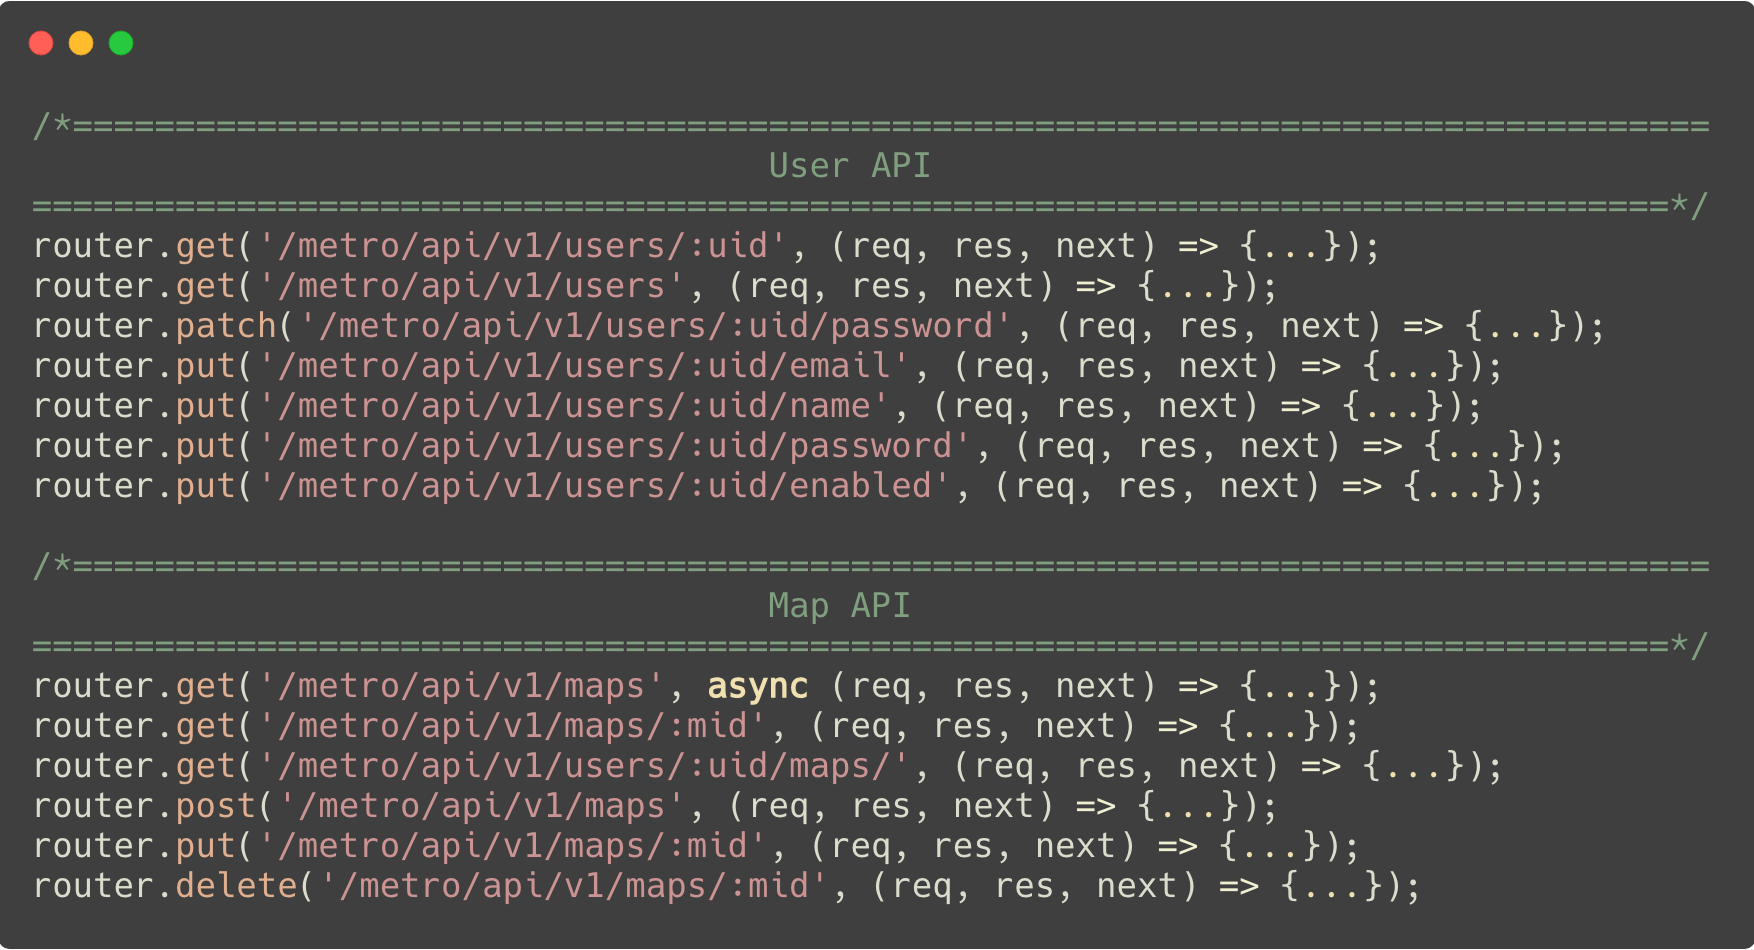 /*================================================================================
User API
================================================================================*/
router.get('/metro/api/v1/users/:uid', (req, res, next) => {...});
router.get('/metro/api/v1/users', (req, res, next) => {...});
router.patch('/metro/api/v1/users/:uid/password', (req, res, next) => {...});
router.put('/metro/api/v1/users/:uid/email', (req, res, next) => {...});
router.put('/metro/api/v1/users/:uid/name', (req, res, next) => {...});
router.put('/metro/api/v1/users/:uid/password', (req, res, next) => {...});
router.put('/metro/api/v1/users/:uid/enabled', (req, res, next) => {...});
/*================================================================================
Map API
================================================================================*/
router.get('/metro/api/v1/maps', async (req, res, next) => {...});
router.get('/metro/api/v1/maps/:mid', (req, res, next) => {...});
router.get('/metro/api/v1/users/:uid/maps/', (req, res, next) => {...});
router.post('/metro/api/v1/maps', (req, res, next) => {...});
router.put('/metro/api/v1/maps/:mid', (req, res, next) => {...});
router.delete('/metro/api/v1/maps/:mid', (req, res, next) => {...});